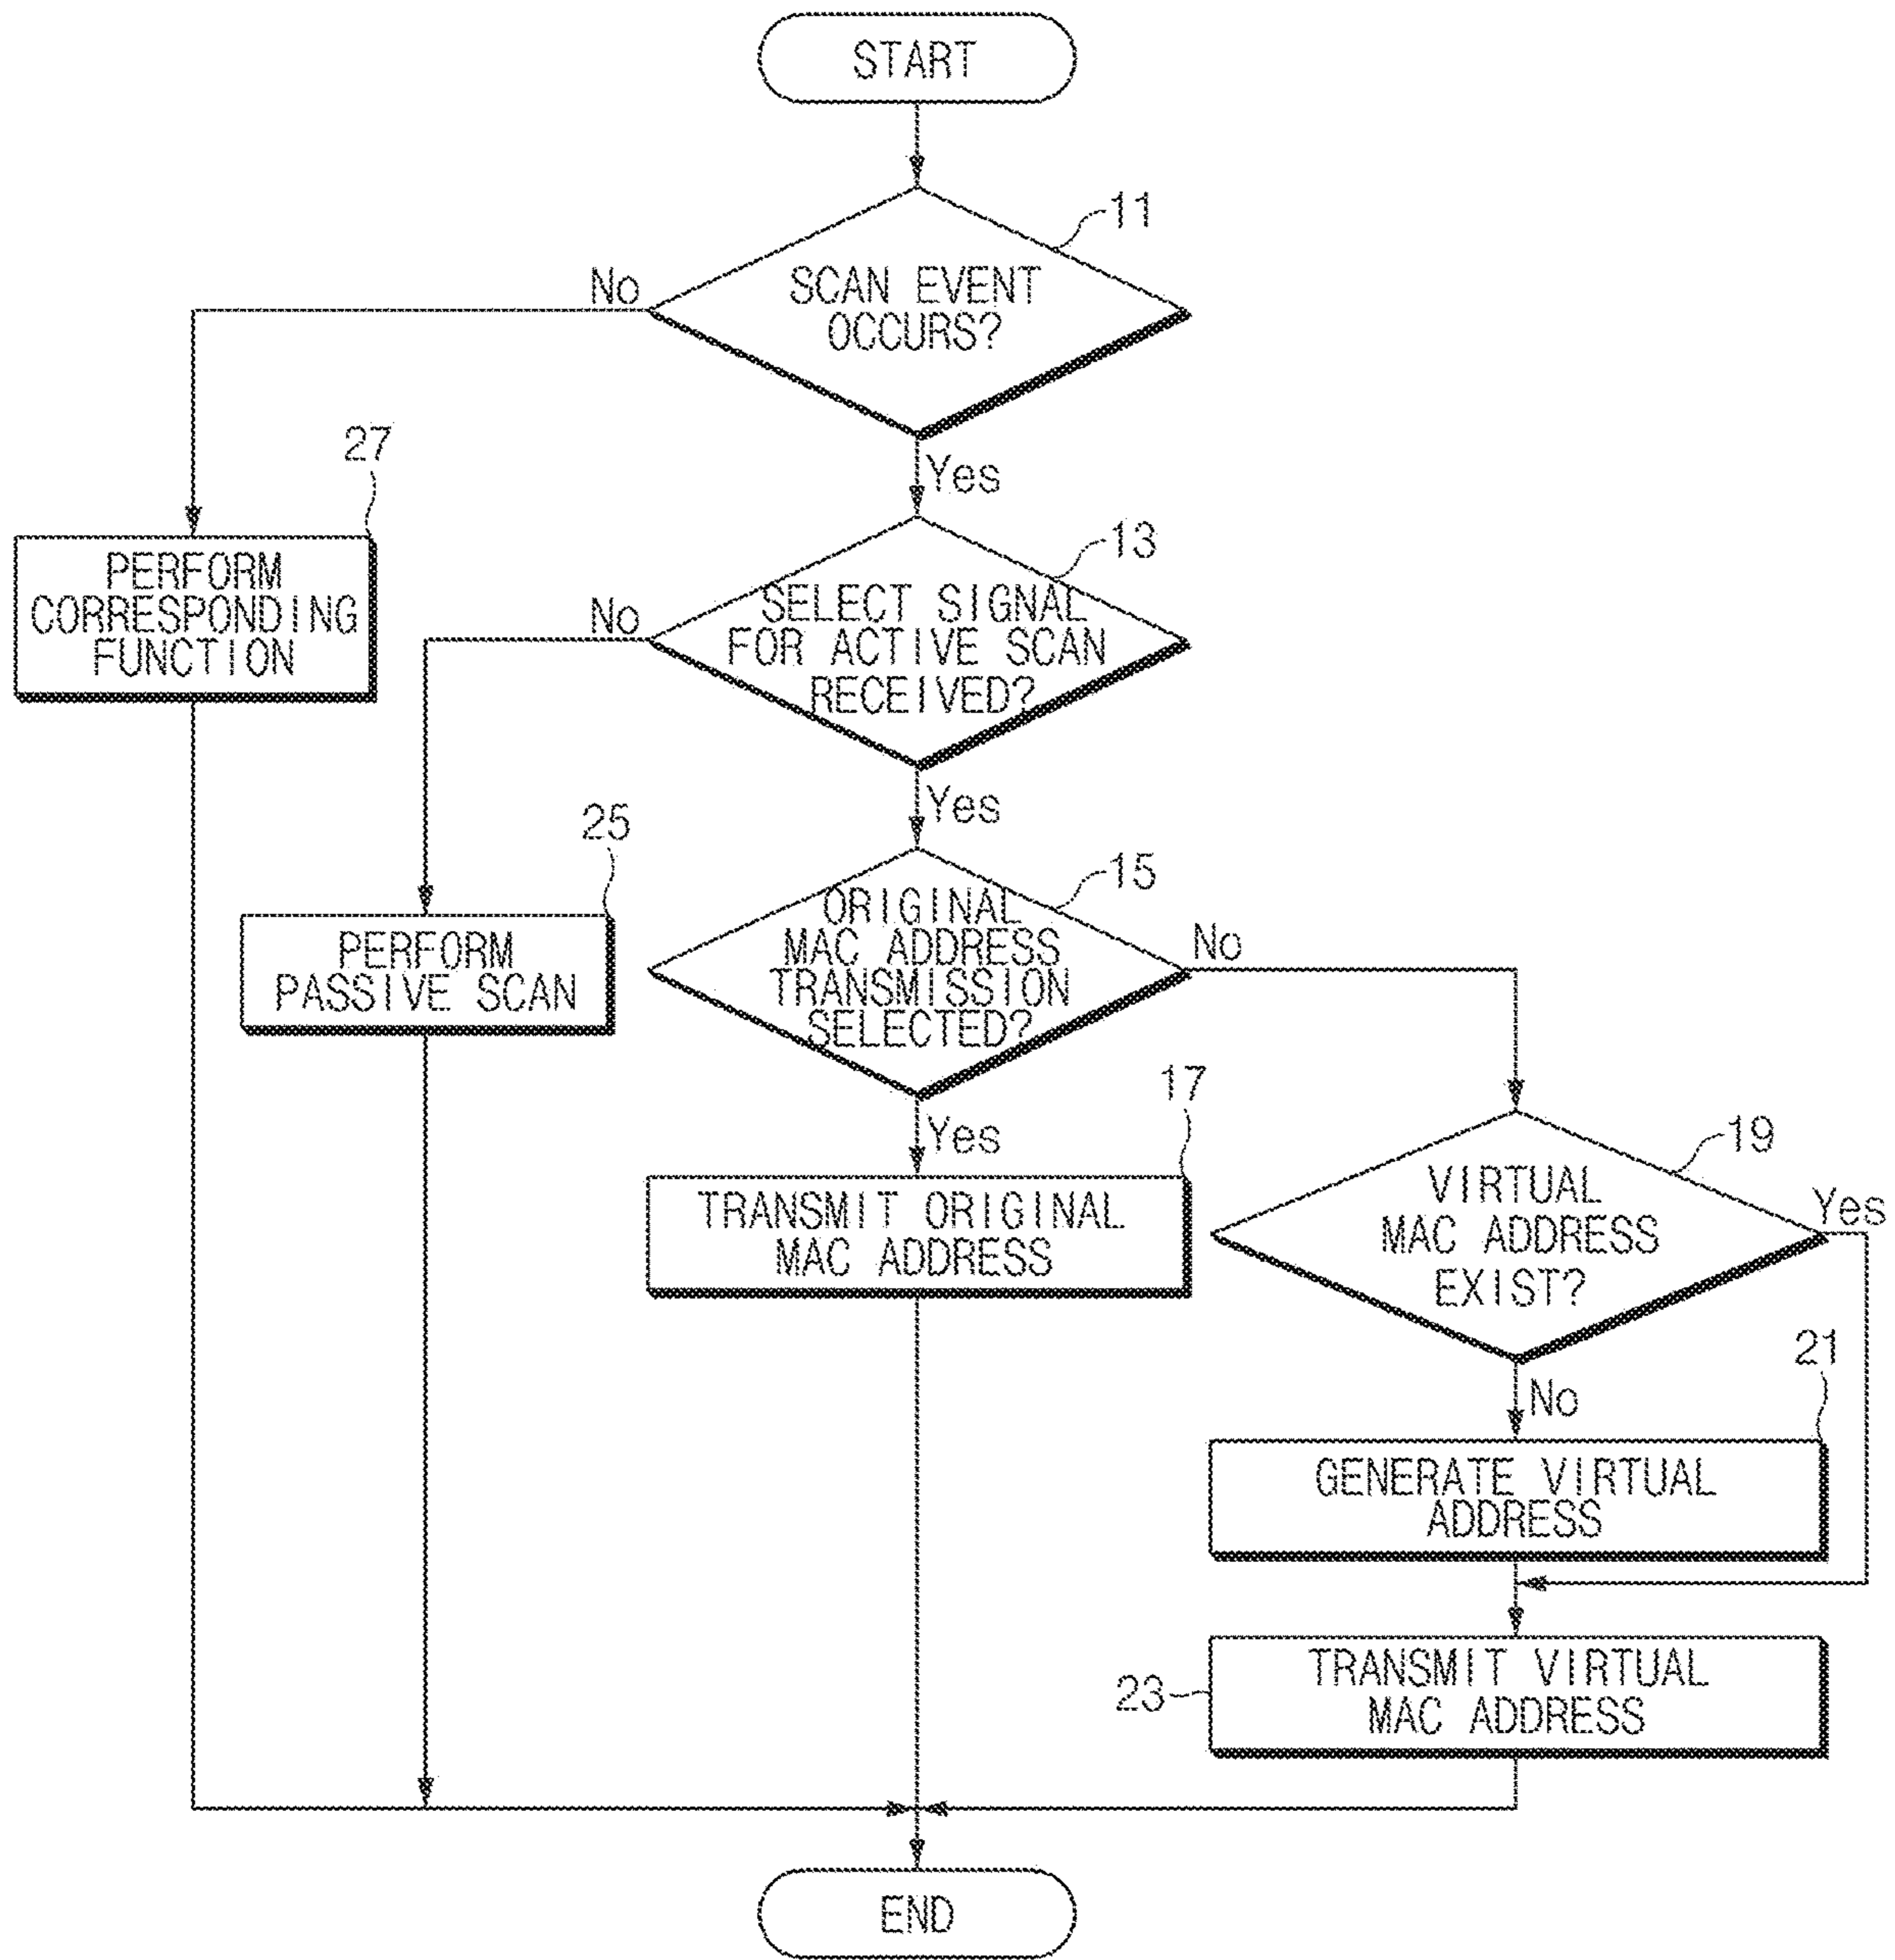 START
11
SCAN EVENT
OCCURS?
No
Yes
27
PERFORM
CORRESPONDING
FUNCTION
13
SELECT SIGNAL
FOR ACTIVE SCAN
RECEIVED?
No
Yes
25
PERFORM
PASSIVE SCAN
15
ORIGINAL
MAC ADDRESS
TRANSMISSION
SELECTED?
No
Yes
17
TRANSMIT ORIGINAL
MAC ADDRESS
19
VIRTUAL
MAC ADDRESS
EXIST?
Yes
No
21
GENERATE VIRTUAL
ADDRESS
23
TRANSMIT VIRTUAL
MAC ADDRESS
END